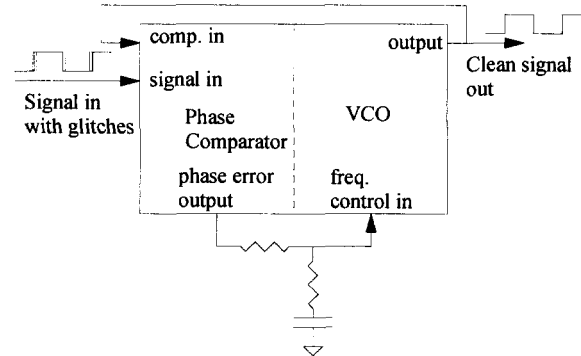 comp. in
output
signal in
Clean signal
out
Signal in
with glitches
Phase
Comparator
VCO
phase error
output
freq.
control in